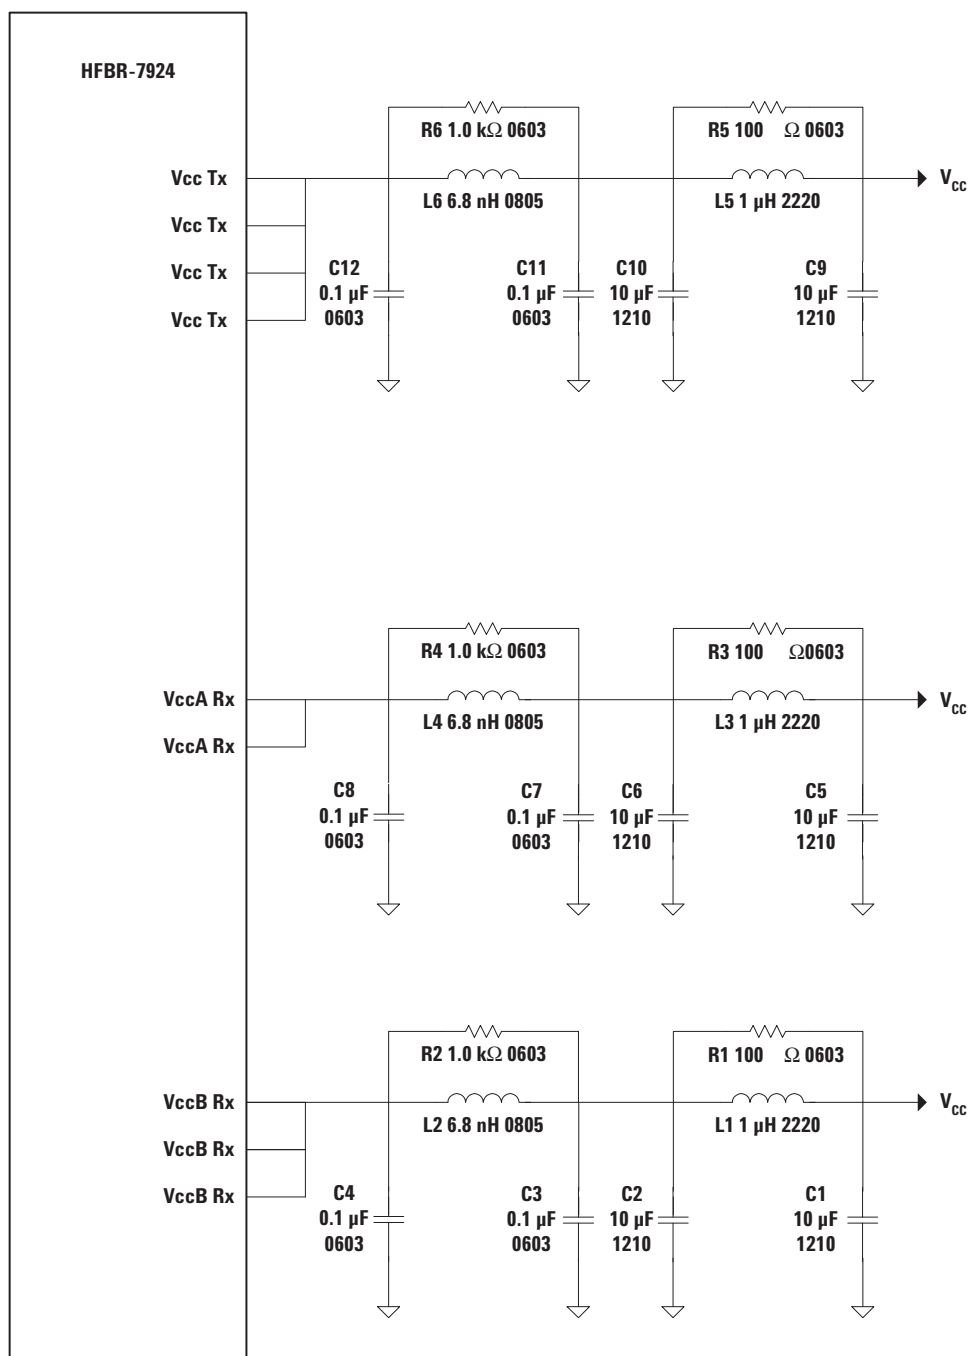 HFBR-7924
R6 1.0 kΩ 0603
R5 100 Ω 0603
Vcc Tx
VCC
L6 6.8 nH 0805
L5 1 µH 2220
Vcc Tx
Vcc Tx
Vcc Tx
C12
0.1 µF
0603
C11
0.1 µF
0603
C10
10 µF
1210
C9
10 µF
1210
R4 1.0 kΩ 0603
R3 100 Ω0603
VccA Rx
VCC
L4 6.8 nH 0805
L3 1 µH 2220
VccA Rx
C8
0.1 µF
0603
C7
0.1 µF
0603
C6
10 µF
1210
C5
10 µF
1210
R2 1.0 kΩ 0603
R1 100 Ω 0603
VccB Rx
VCC
L2 6.8 nH 0805
L1 1 µH 2220
VccB Rx
VccB Rx
C4
0.1 µF
0603
C3
0.1 µF
0603
C2
10 µF
1210
C1
10 µF
1210